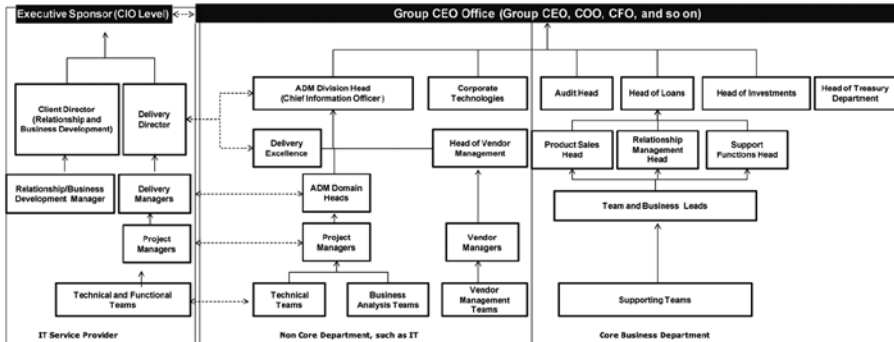 Executive Sponsor (CIO Level)
Group CEO Office (Group CEO, COO, CFO, and so on)
Client Director
(Relationship and
Business Development)
Delivery
Director
ADM Division Head
(Chief Information Officer)
Corporate
Technologies
Audit Head
Head of Loans
Head of Investments
Head of Treasury
Department
Delivery
Excellence
Head of Vendor
Management
Product Sales
Head
Relationship
Management
Head
Support
Functions Head
Relationship/Business
Development Manager
Delivery
Managers
ADM Domain
Heads
Team and Business Leads
Project
Managers
Project
Managers
Vendor
Managers
Technical and Functional
Teams
Technical
Teams
Business
Analysis Teams
Vendor
Management
Teams
Supporting Teams
IT Service Provider
Non Core Department, such as IT
Core Business Department